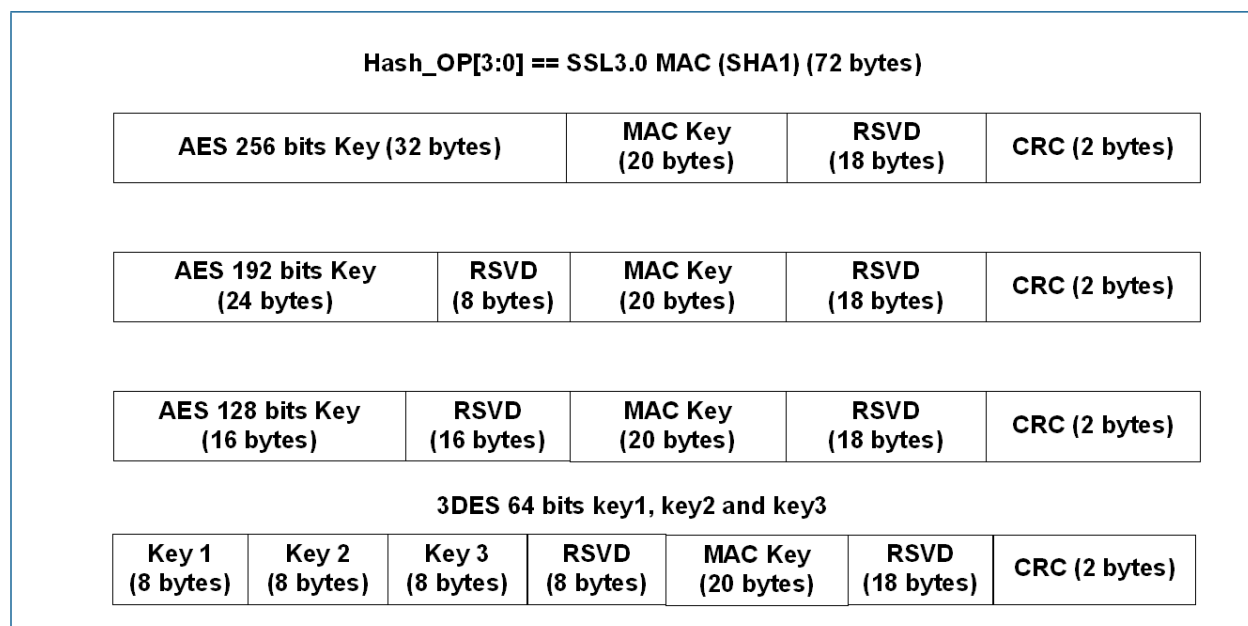 Hash_OP[3:0] == SSL3.0 MAC (SHA1) (72 bytes)
AES 256 bits Key (32 bytes)
MAC Key
(20 bytes)
RSVD
(18 bytes)
CRC (2 bytes)
AES 192 bits Key
(24 bytes)
RSVD
(8 bytes)
MAC Key
(20 bytes)
RSVD
(18 bytes)
CRC (2 bytes)
AES 128 bits Key
(16 bytes)
RSVD
(16 bytes)
MAC Key
(20 bytes)
RSVD
(18 bytes)
CRC (2 bytes)
3DES 64 bits key1, key2 and key3
Key 1
(8 bytes)
Key 2
(8 bytes)
Key 3
(8 bytes)
RSVD
(8 bytes)
MAC Key
(20 bytes)
RSVD
(18 bytes)
CRC (2 bytes)